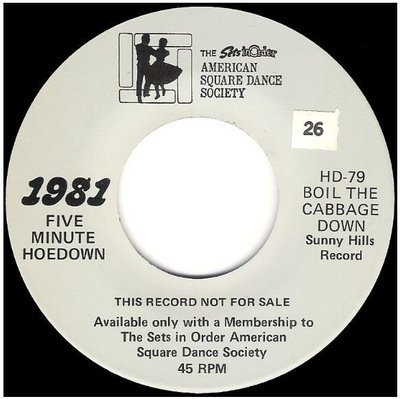 THE Sets in Order
AMERICAN
SQUARE DANCE
SOCIETY
26
1981
FIVE
MINUTE
HOEDOWN
HD-79
BOIL THE
CABBAGE
DOWN
Sunny Hills
Record
THIS RECORD NOT FOR SALE
Available only with a Membership to
The Sets in Order American
Square Dance Society
45 RPM